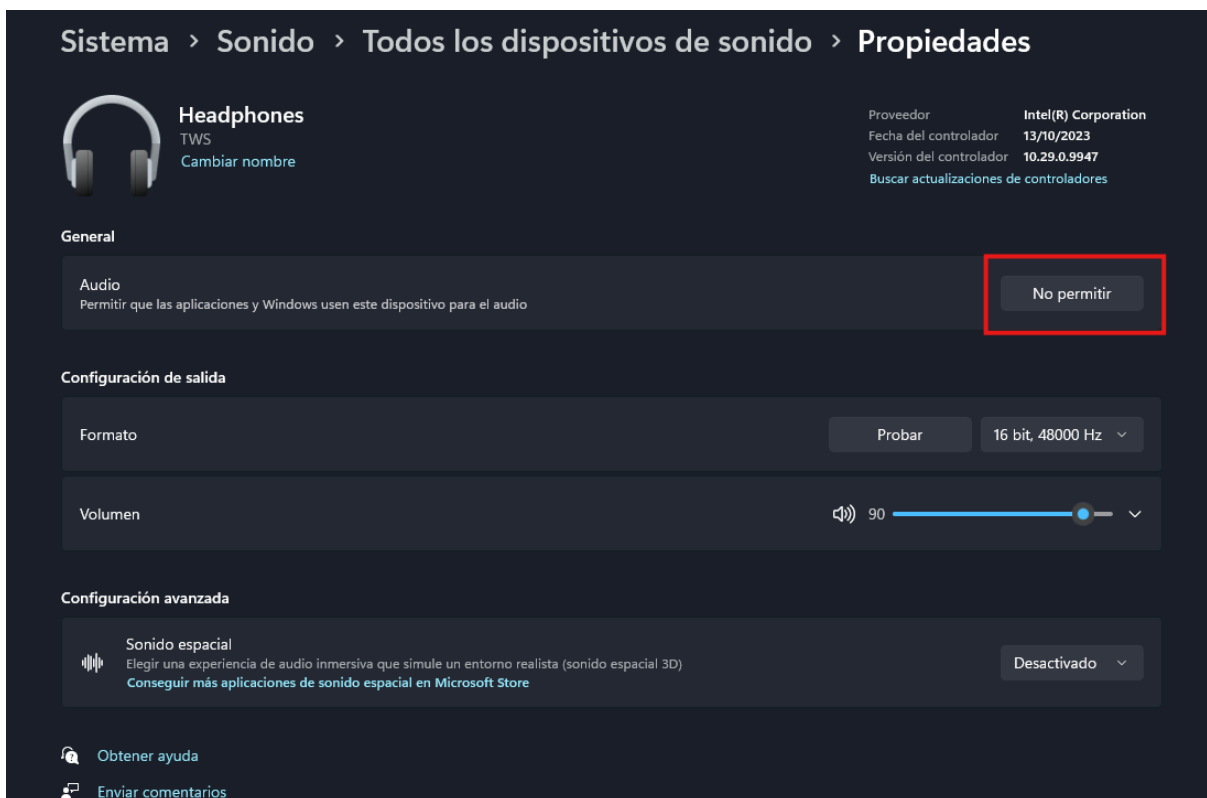 Sistema > Sonido > Todos los dispositivos de sonido > Propiedades
Headphones
TWS
Cambiar nombre
Proveedor Intel(R) Corporation
Fecha del controlador 13/10/2023
Versión del controlador 10.29.0.9947
Buscar actualizaciones de controladores
General
Audio
Permitir que las aplicaciones y Windows usen este dispositivo para el audio
No permitir
Configuración de salida
Formato
Probar
16 bit, 48000 Hz
Volumen
90
Configuración avanzada
Sonido espacial
Elegir una experiencia de audio inmersiva que simule un entorno realista (sonido espacial 3D)
Conseguir más aplicaciones de sonido espacial en Microsoft Store
Desactivado
Obtener ayuda
Enviar comentarios